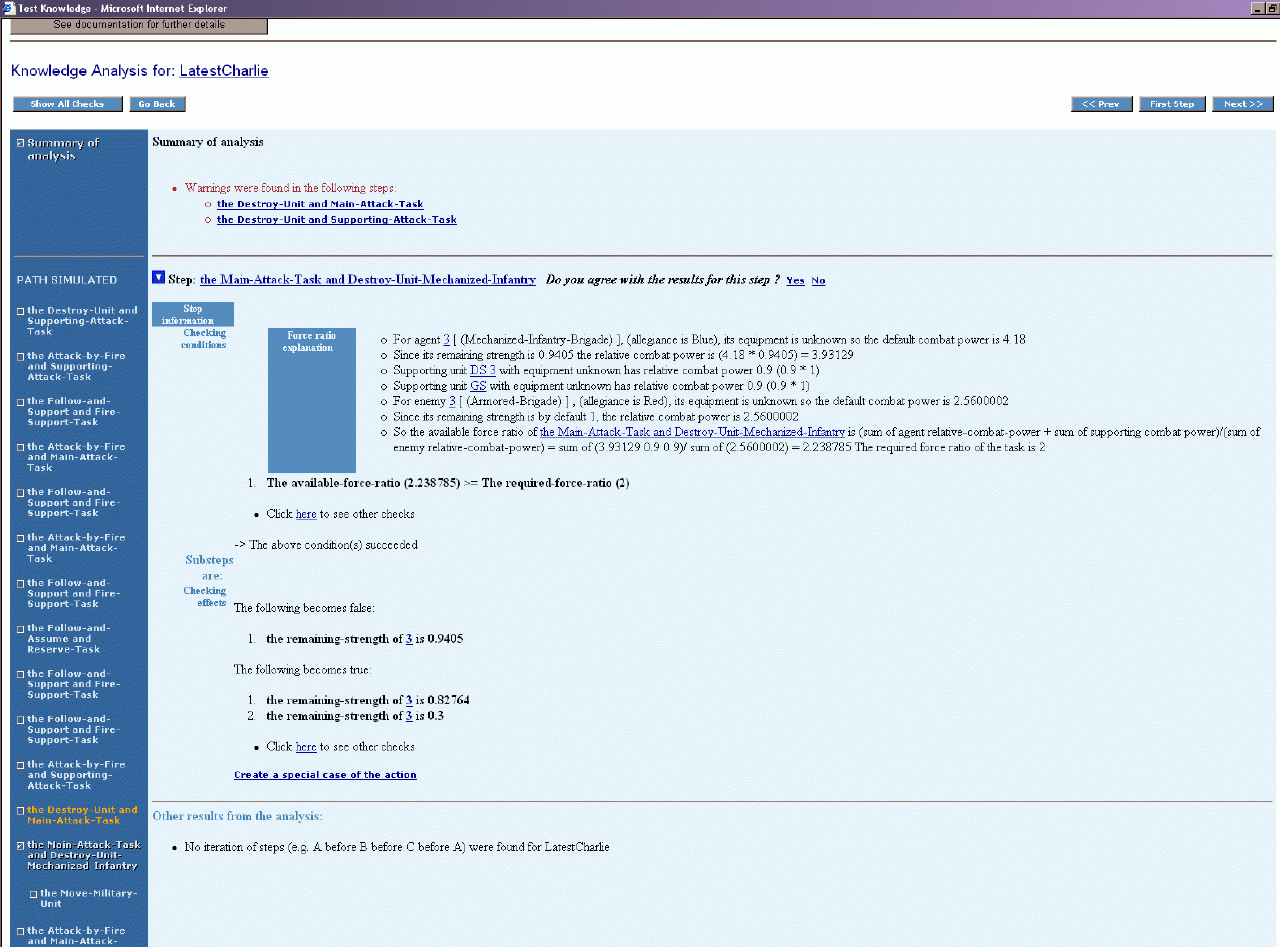 Test Knowledge - Microsoft Internet Explorer
See documentation for further details
Knowledge Analysis for: LatestCharlie
Show All Checks
Go Back
<< Prev
First Step
Next >>
Summary of
analysis
PATH SIMULATED
the Destroy-Unit and
Supporting-Attack-
Task
the Attack-by-Fire
and Supporting-
Attack-Task
the Follow-and-
Support and Fire-
Support-Task
the Attack-by-Fire
and Main-Attack-
Task
the Follow-and-
Support and Fire-
Support-Task
the Attack-by-Fire
and Main-Attack-
Task
the Follow-and-
Support and Fire-
Support-Task
the Follow-and-
Assume and
Reserve-Task
the Follow-and-
Support and Fire-
Support-Task
the Follow-and-
Support and Fire-
Support-Task
the Attack-by-Fire
and Supporting-
Attack-Task
the Destroy-Unit and
Main-Attack-Task
the Main-Attack-Task
and Destroy-Unit-
Mechanized-Infantry
the Move-Military-
Unit
the Attack-by-Fire
and Main-Attack-
Summary of analysis
Warnings were found in the following steps:
the Destroy-Unit and Main-Attack-Task
the Destroy-Unit and Supporting-Attack-Task
Step: the Main-Attack-Task and Destroy-Unit-Mechanized-Infantry Do you agree with the results for this step ? Yes No
Step
information
Checking
conditions
Force ratio
explanation
For agent 3 [ (Mechanized-Infantry-Brigade) ], (allegiance is Blue), its equipment is unknown so the default combat power is 4.18
Since its remaining strength is 0.9405 the relative combat power is (4.18 * 0.9405) = 3.93129
Supporting unit DS 3 with equipment unknown has relative combat power 0.9 (0.9 * 1)
Supporting unit GS with equipment unknown has relative combat power 0.9 (0.9 * 1)
For enemy 3 [ (Armored-Brigade) ] , (allegiance is Red), its equipment is unknown so the default combat power is 2.5600002
Since its remaining strength is by default 1, the relative combat power is 2.5600002
So the available force ratio of the Main-Attack-Task and Destroy-Unit-Mechanized-Infantry is (sum of agent relative-combat-power + sum of supporting combat power)/(sum of
enemy relative-combat-power) = sum of (3.93129 0.9 0.9)/ sum of (2.5600002) = 2.238785 The required force ratio of the task is 2
1. The available-force-ratio (2.238785) >= The required-force-ratio (2)
Click here to see other checks
-> The above condition(s) succeeded
Substeps
are:
Checking
effects
The following becomes false:
1. the remaining-strength of 3 is 0.9405
The following becomes true:
1. the remaining-strength of 3 is 0.82764
2. the remaining-strength of 3 is 0.3
Click here to see other checks
Create a special case of the action
Other results from the analysis:
No iteration of steps (e.g. A before B before C before A) were found for LatestCharlie